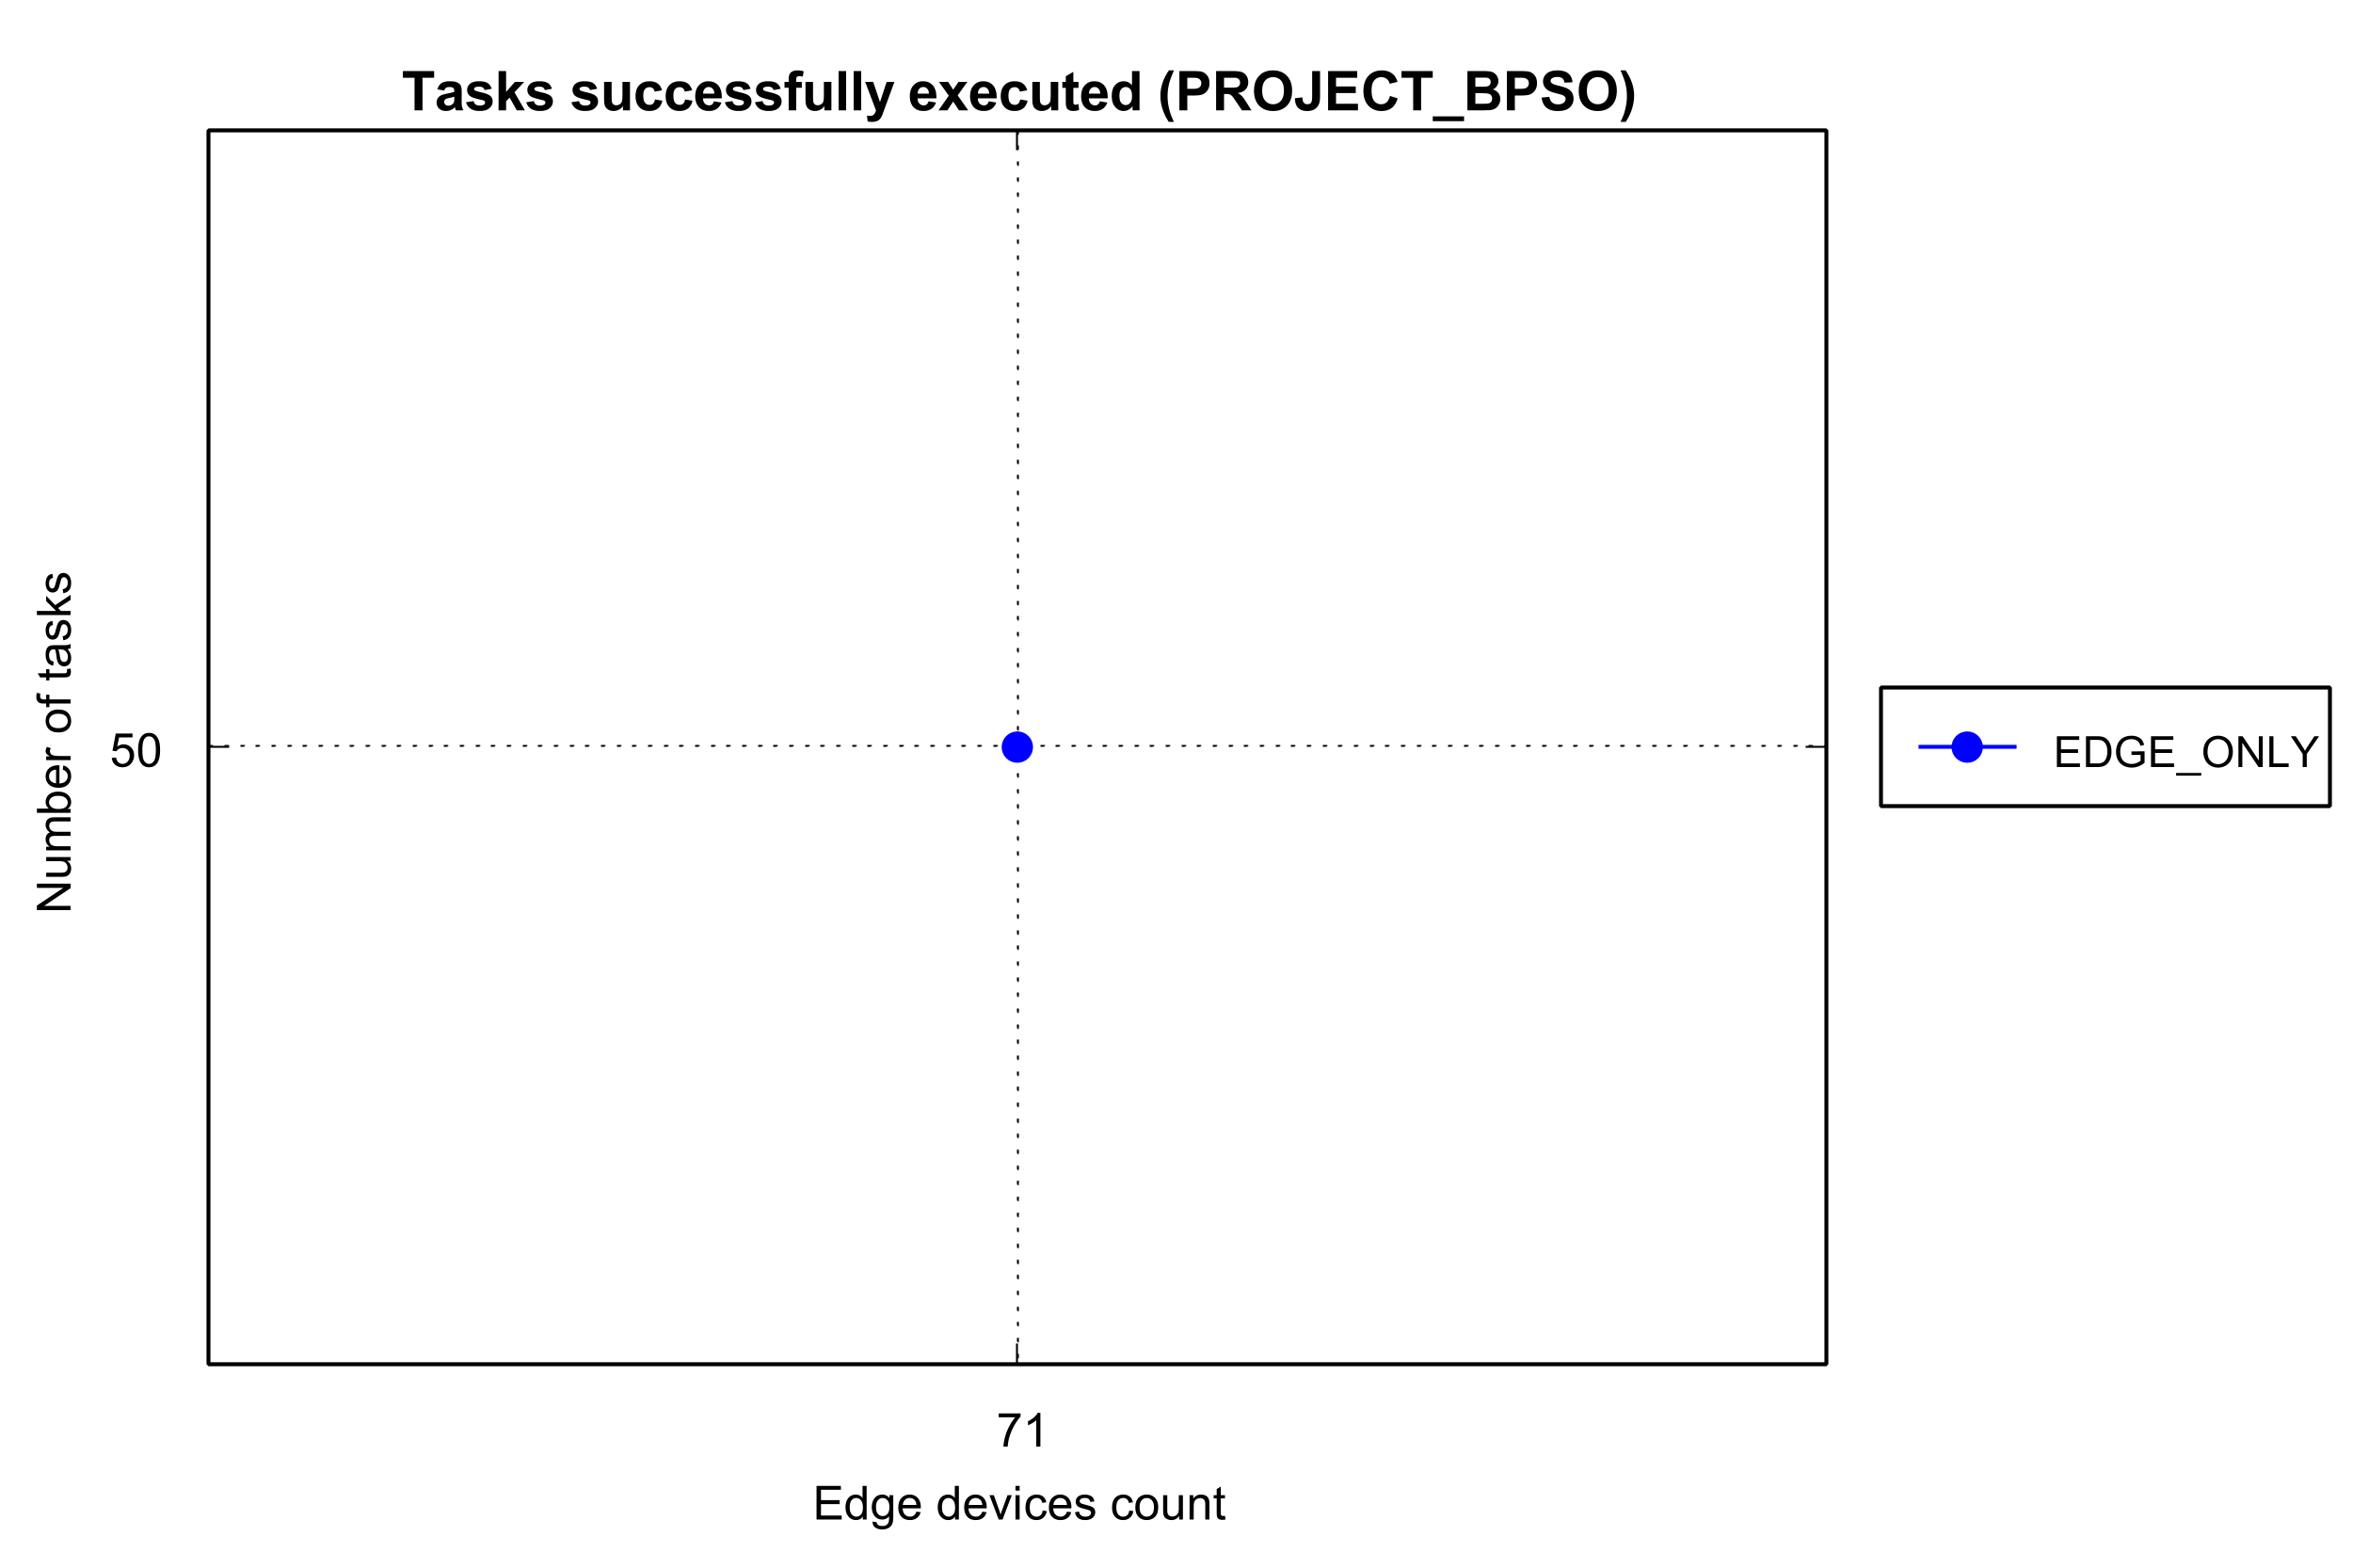 Tasks successfully executed (PROJECT_BPSO)
Number of tasks
50
EDGE_ONLY
71
Edge devices count